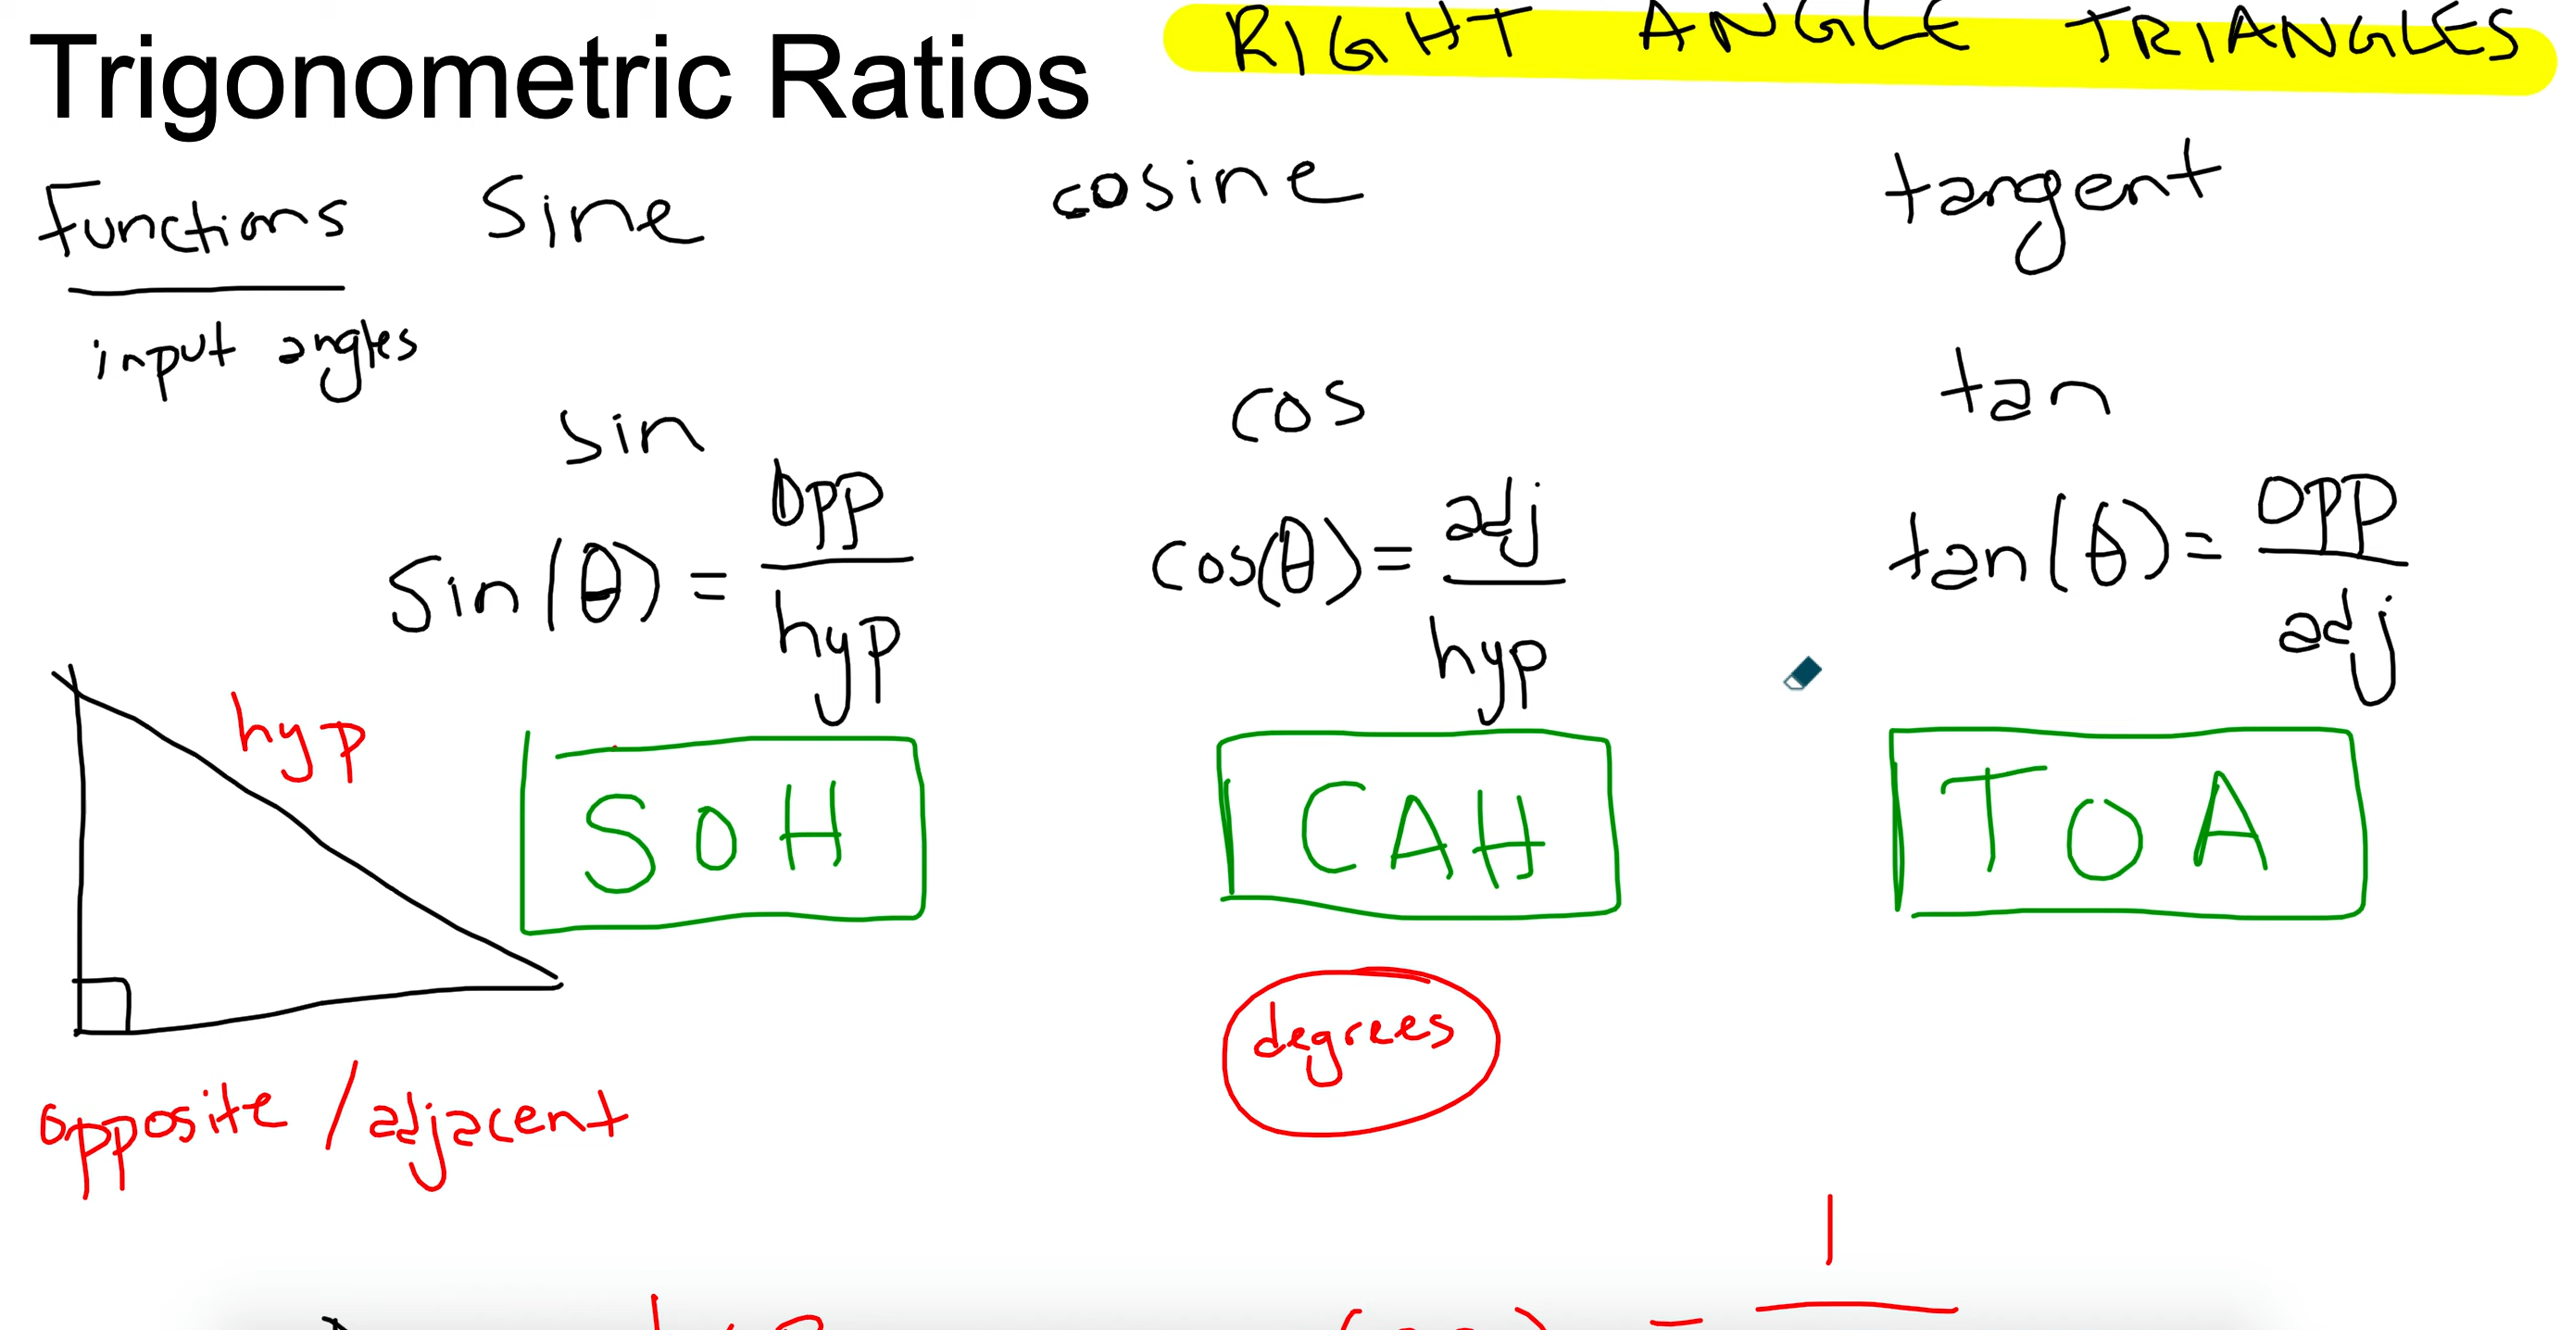 Trigonometric Ratios RIGHT ANGLE TRIANGLES
Functions Sine cosine tangent
input angles
sin cos tan
Sin(θ) = opp/hyp cos(θ) = adj/hyp tan(θ) = opp/adj
hyp
SOH CAH TOA
degrees
opposite / adjacent
1